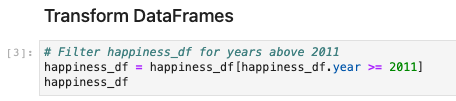 Transform DataFrames
[3]: # Filter happiness_df for years above 2011
happiness_df = happiness_df[happiness_df.year >= 2011]
happiness_df